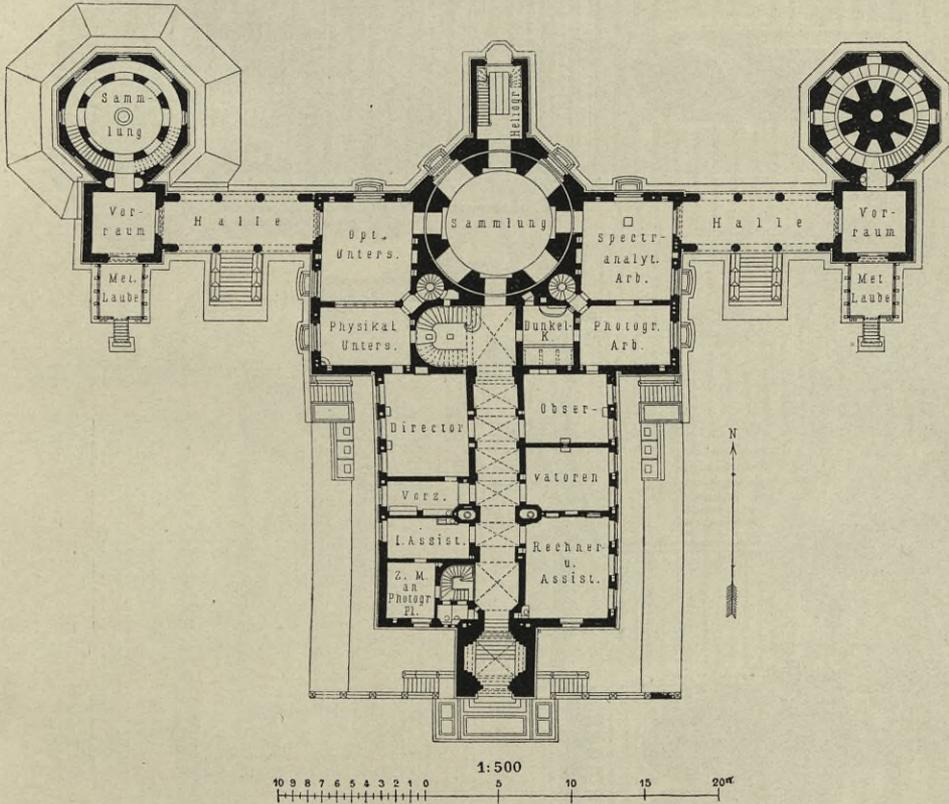 Samm-
lung
Heliogr.
Vor-
raum
Halle
Opt.
Unters.
Sammlung
Spectr-
analyt.
Arb.
Halle
Vor-
raum
Met.
Laube
Met
Laube
Physikal
Unters.
Dunkel-
K.
Photogr.
Arb.
Director
Obser-
vatoren
N
Vorz.
I. Assist.
Rechner
u.
Assist.
Z. M.
an
Photogr
Pl.
1:500
10 9 8 7 6 5 4 3 2 1 0 5 10 15 20m